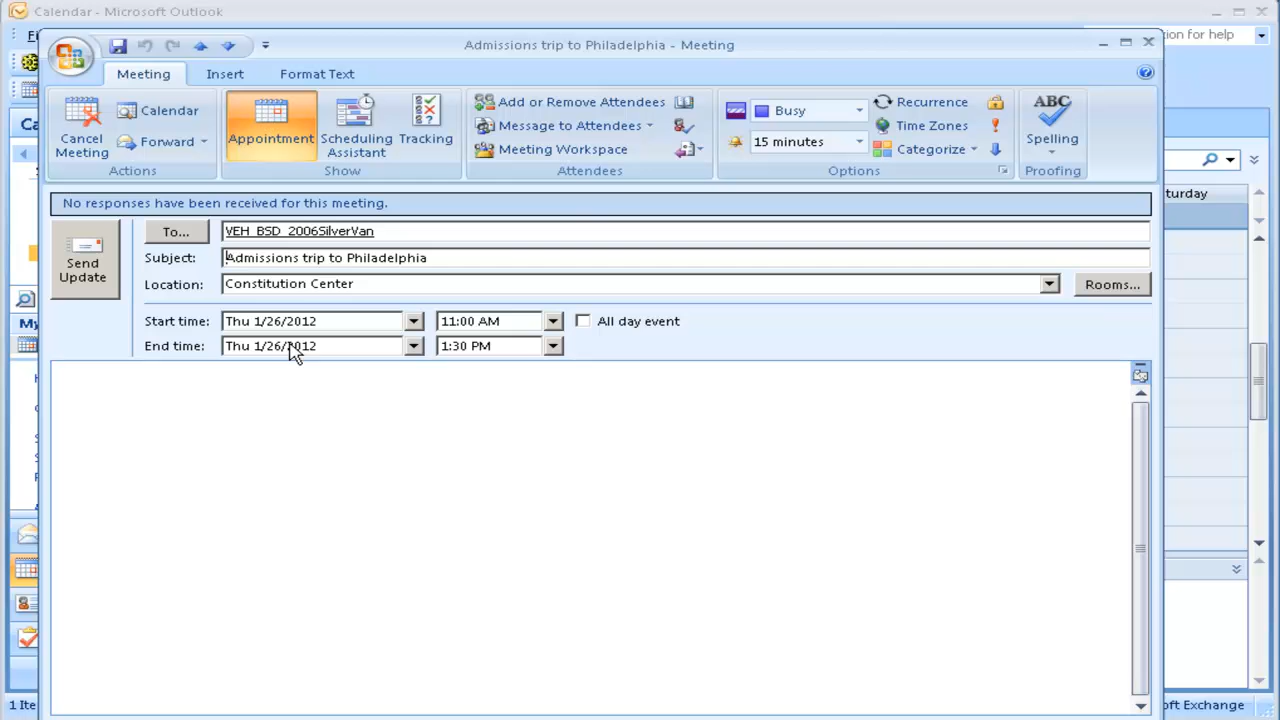 Calendar - Microsoft Outlook
Admissions trip to Philadelphia - Meeting
ion for help
Meeting Insert Format Text
Cancel Meeting
Calendar
Forward
Actions
Appointment
Scheduling Assistant
Tracking
Show
Add or Remove Attendees
Message to Attendees
Meeting Workspace
Attendees
Busy
15 minutes
Recurrence
Time Zones
Categorize
Options
ABC
Spelling
Proofing
No responses have been received for this meeting.
Send Update
To... VEH_BSD_2006SilverVan
Subject: Admissions trip to Philadelphia
Location: Constitution Center Rooms...
Start time: Thu 1/26/2012 11:00 AM All day event
End time: Thu 1/26/2012 1:30 PM
Ca
My
turday
1 Ite
oft Exchange